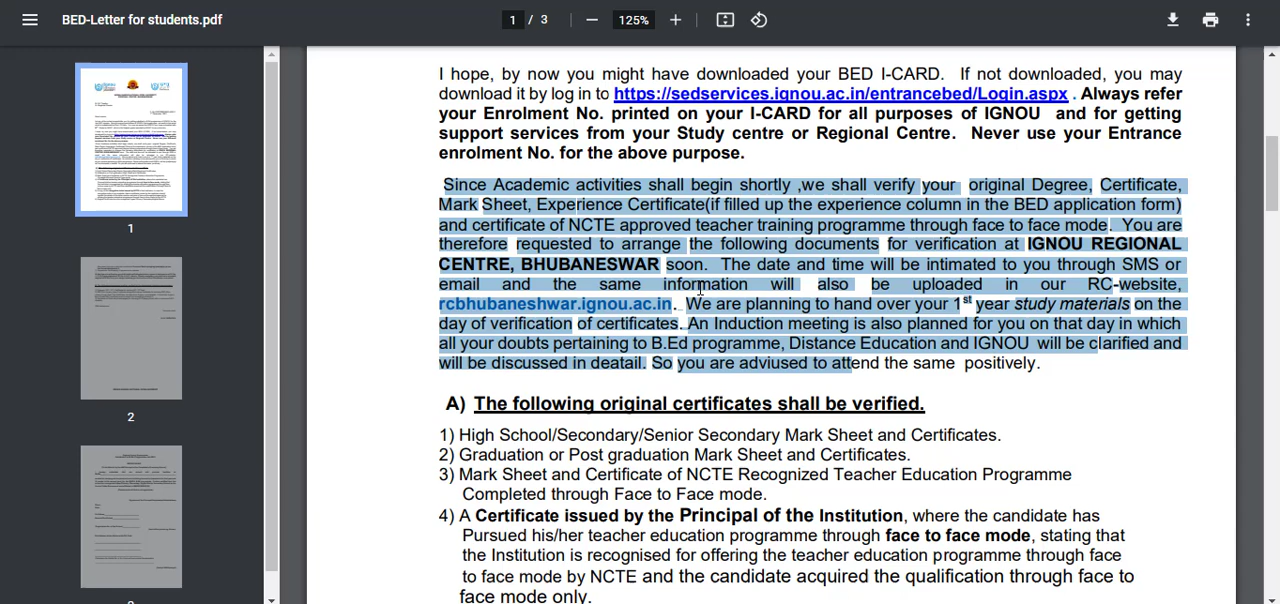 BED-Letter for students.pdf
1 / 3
125%
I hope, by now you might have downloaded your BED I-CARD. If not downloaded, you may
download it by log in to https://sedservices.ignou.ac.in/entrancebed/Login.aspx . Always refer
your Enrolment No. printed on your I-CARD for all purposes of IGNOU and for getting
support services from your Study centre or Regional Centre. Never use your Entrance
enrolment No. for the above purpose.
Since Academic activities shall begin shortly ,we shall verify your original Degree, Certificate,
Mark Sheet, Experience Certificate(if filled up the experience column in the BED application form)
and certificate of NCTE approved teacher training programme through face to face mode. You are
therefore requested to arrange the following documents for verification at IGNOU REGIONAL
CENTRE, BHUBANESWAR soon. The date and time will be intimated to you through SMS or
email and the same information will also be uploaded in our RC-website,
rcbhubaneshwar.ignou.ac.in. We are planning to hand over your 1st year study materials on the
day of verification of certificates. An Induction meeting is also planned for you on that day in which
all your doubts pertaining to B.Ed programme, Distance Education and IGNOU will be clarified and
will be discussed in deatail. So you are adviused to attend the same positively.
A) The following original certificates shall be verified.
1) High School/Secondary/Senior Secondary Mark Sheet and Certificates.
2) Graduation or Post graduation Mark Sheet and Certificates.
3) Mark Sheet and Certificate of NCTE Recognized Teacher Education Programme
Completed through Face to Face mode.
4) A Certificate issued by the Principal of the Institution, where the candidate has
Pursued his/her teacher education programme through face to face mode, stating that
the Institution is recognised for offering the teacher education programme through face
to face mode by NCTE and the candidate acquired the qualification through face to
face mode only.
1
2